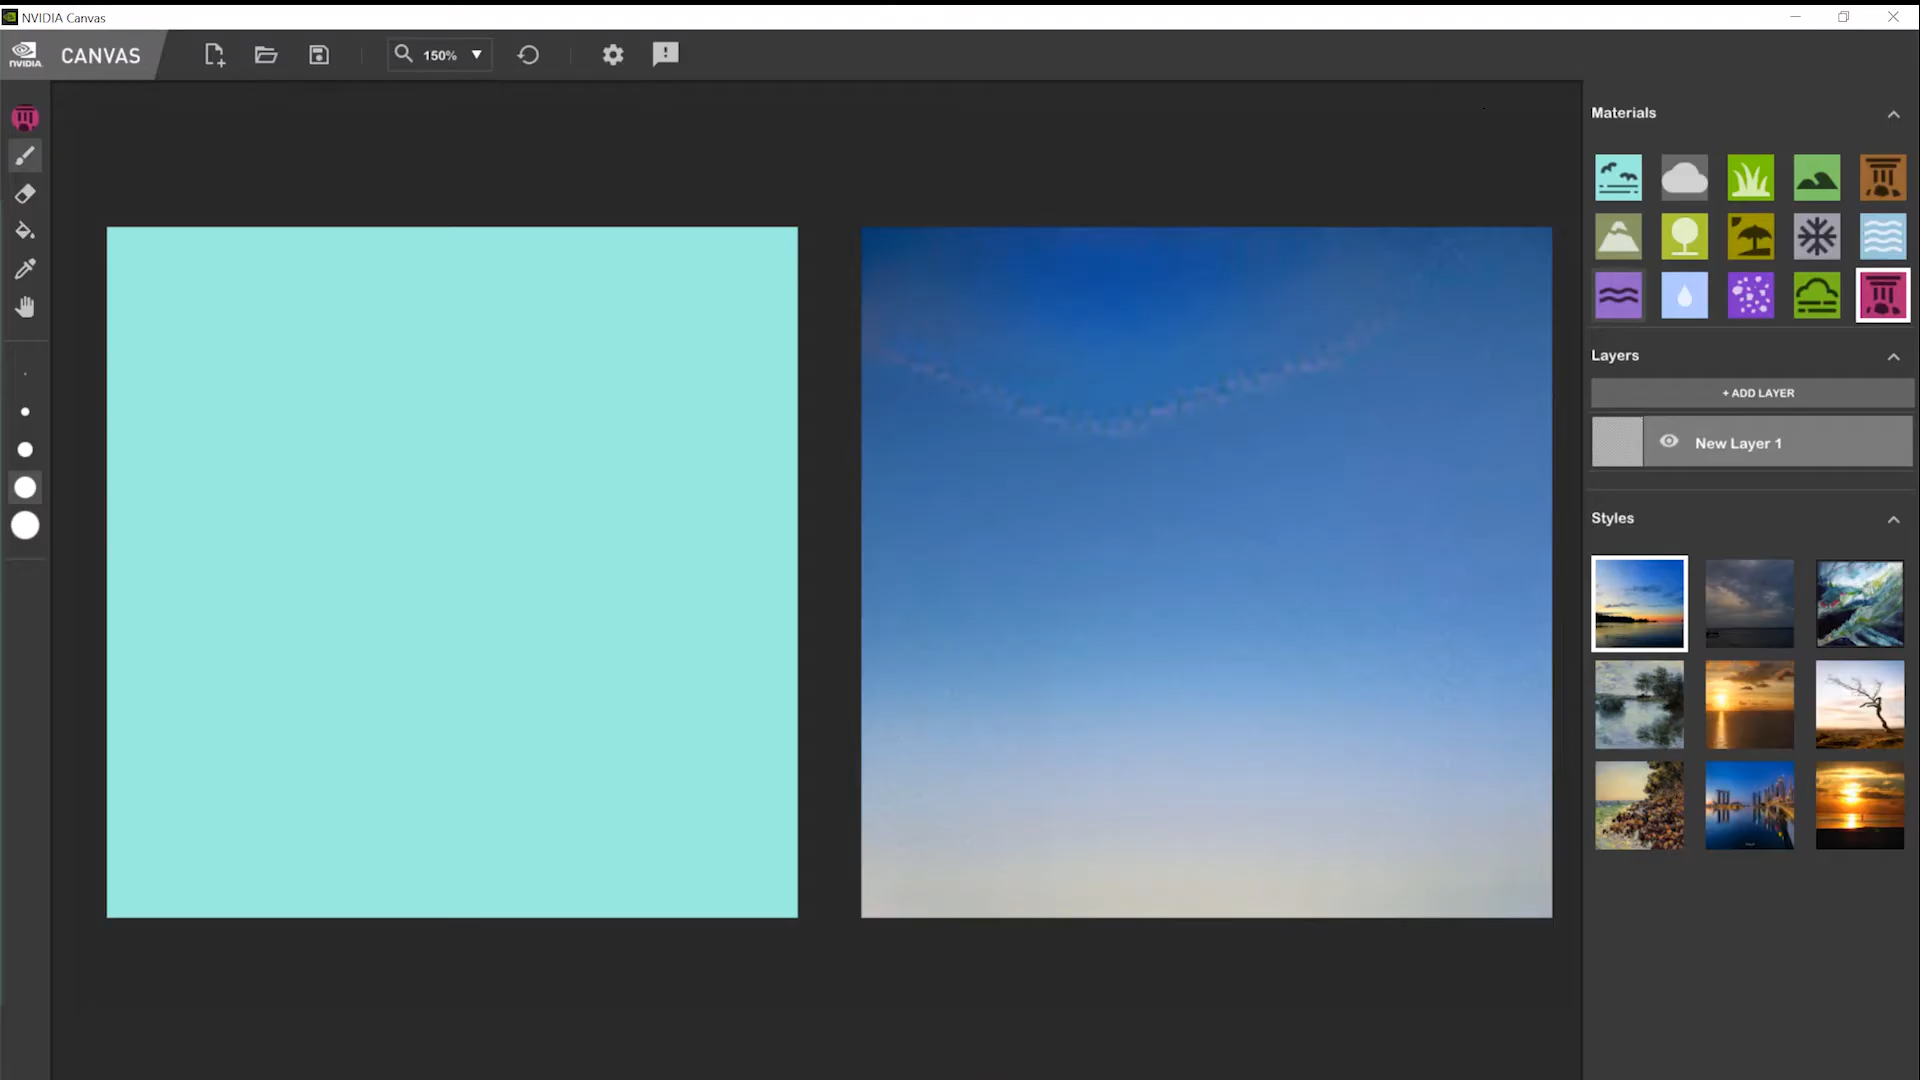 NVIDIA Canvas
NVIDIA.
CANVAS
150%
Materials
Layers
+ ADD LAYER
New Layer 1
Styles